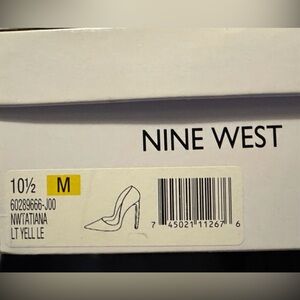 NINE WEST
10½ M
60289666-J00
NWTATIANA
LT YELL LE
7 45021 11267 6